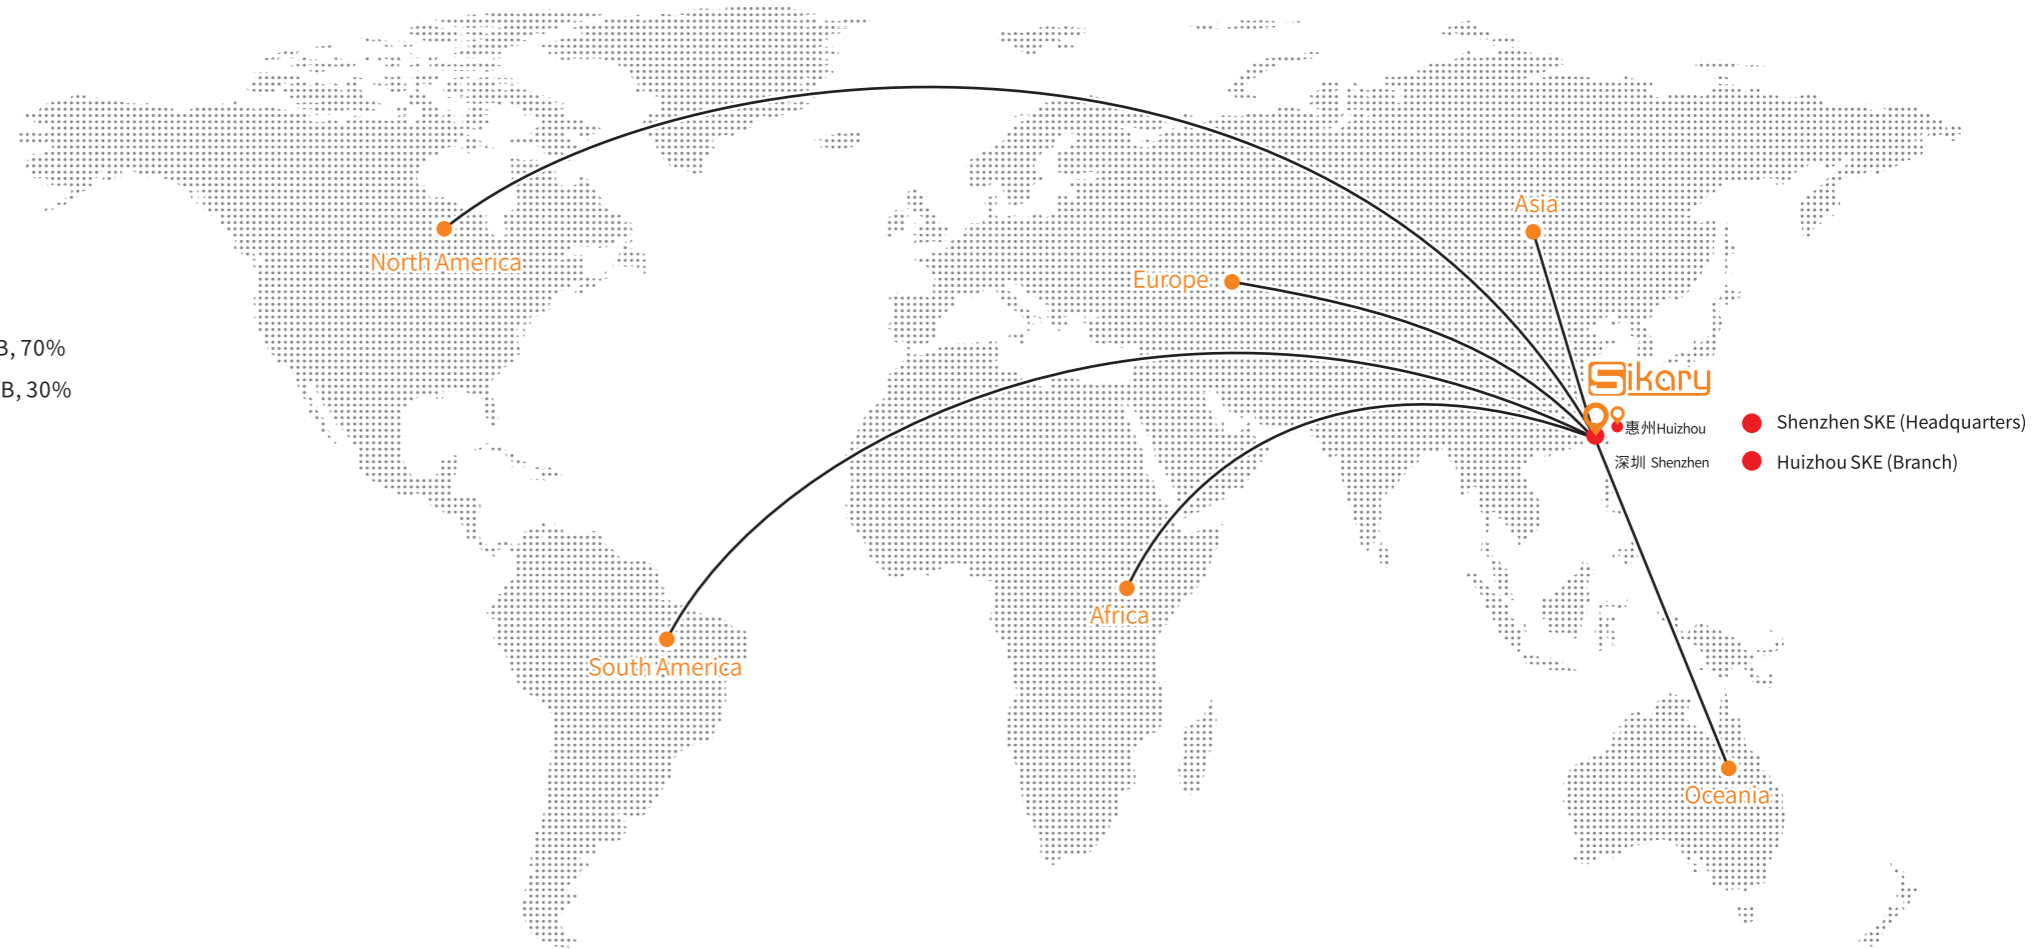 Asia
North America
Europe
B, 70%
B, 30%
Sikary
惠州Huizhou
Shenzhen SKE (Headquarters)
深圳 Shenzhen
Huizhou SKE (Branch)
Africa
South America
Oceania